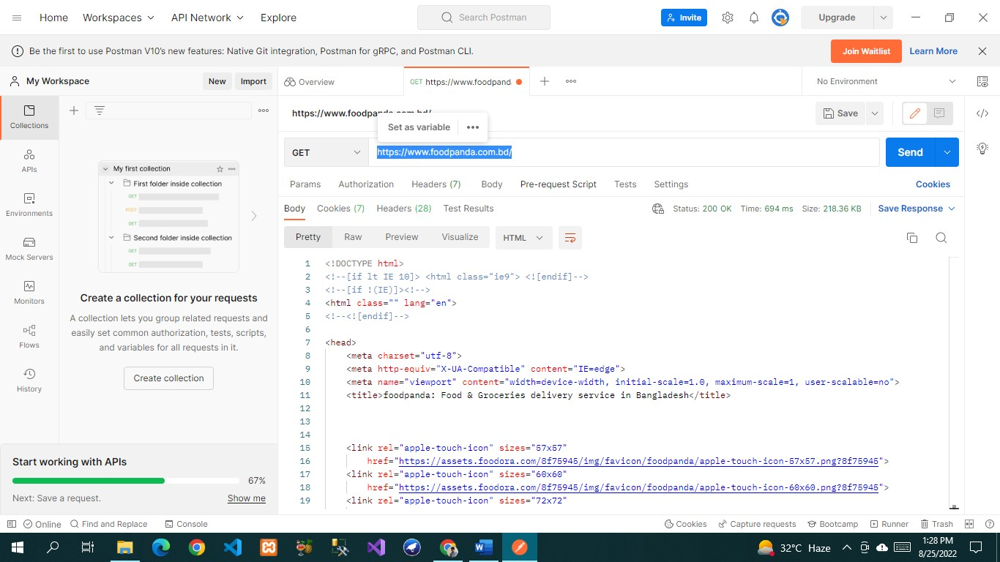 Home Workspaces API Network Explore Search Postman Invite Upgrade
Be the first to use Postman V10's new features: Native Git integration, Postman for gRPC, and Postman CLI. Join Waitlist Learn More
My Workspace New Import Overview GET https://www.foodpand No Environment
Collections
APIs
Environments
Mock Servers
Monitors
Flows
History
My first collection
First folder inside collection
GET
POST
GET
Second folder inside collection
GET
GET
Create a collection for your requests
A collection lets you group related requests and
easily set common authorization, tests, scripts,
and variables for all requests in it.
Create collection
Start working with APIs
67%
Next: Save a request. Show me
https://www.foodpanda.com.bd/ Save
Set as variable
GET https://www.foodpanda.com.bd/ Send
Params Authorization Headers (7) Body Pre-request Script Tests Settings Cookies
Body Cookies (7) Headers (28) Test Results Status: 200 OK Time: 694 ms Size: 218.36 KB Save Response
Pretty Raw Preview Visualize HTML
1 <!DOCTYPE html>
2 <!--[if lt IE 10]> <html class="ie9"> <![endif]-->
3 <!--[if !(IE)]><!-->
4 <html class="" lang="en">
5 <!--<![endif]-->
6
7 <head>
8 <meta charset="utf-8">
9 <meta http-equiv="X-UA-Compatible" content="IE=edge">
10 <meta name="viewport" content="width=device-width, initial-scale=1.0, maximum-scale=1, user-scalable=no">
11 <title>foodpanda: Food & Groceries delivery service in Bangladesh</title>
12
13
14
15 <link rel="apple-touch-icon" sizes="57x57"
16 href="https://assets.foodora.com/8f75945/img/favicon/foodpanda/apple-touch-icon-57x57.png?8f75945">
17 <link rel="apple-touch-icon" sizes="60x60"
18 href="https://assets.foodora.com/8f75945/img/favicon/foodpanda/apple-touch-icon-60x60.png?8f75945">
19 <link rel="apple-touch-icon" sizes="72x72"
Online Find and Replace Console Cookies Capture requests Bootcamp Runner Trash
32°C Haze 1:28 PM
8/25/2022